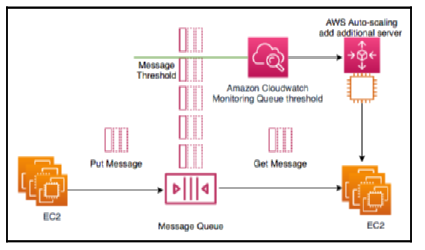 AWS Auto-scaling
add additional server
Message
Threshold
Amazon Cloudwatch
Monitoring Queue threshold
Put Message
Get Message
EC2
Message Queue
EC2